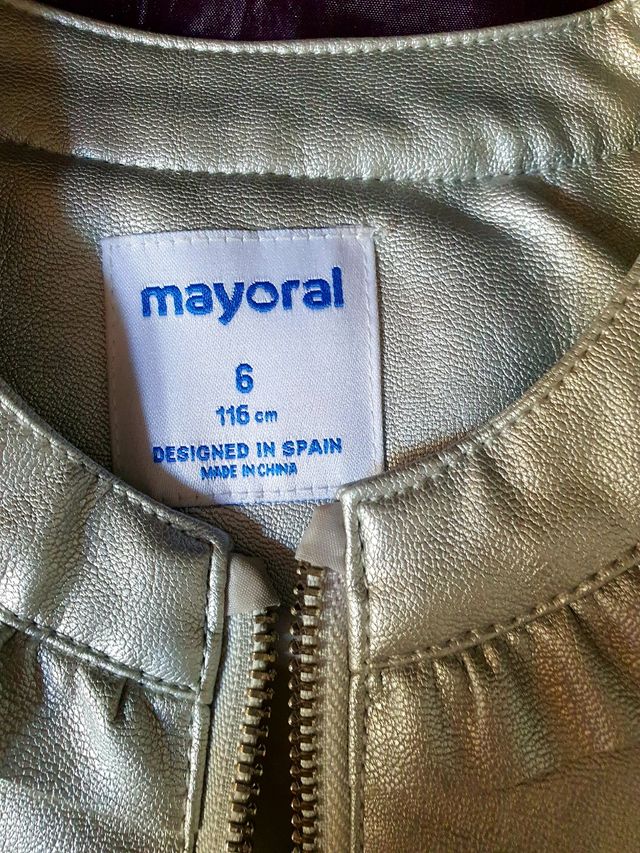 mayoral
6
116 cm
DESIGNED IN SPAIN
MADE IN CHINA